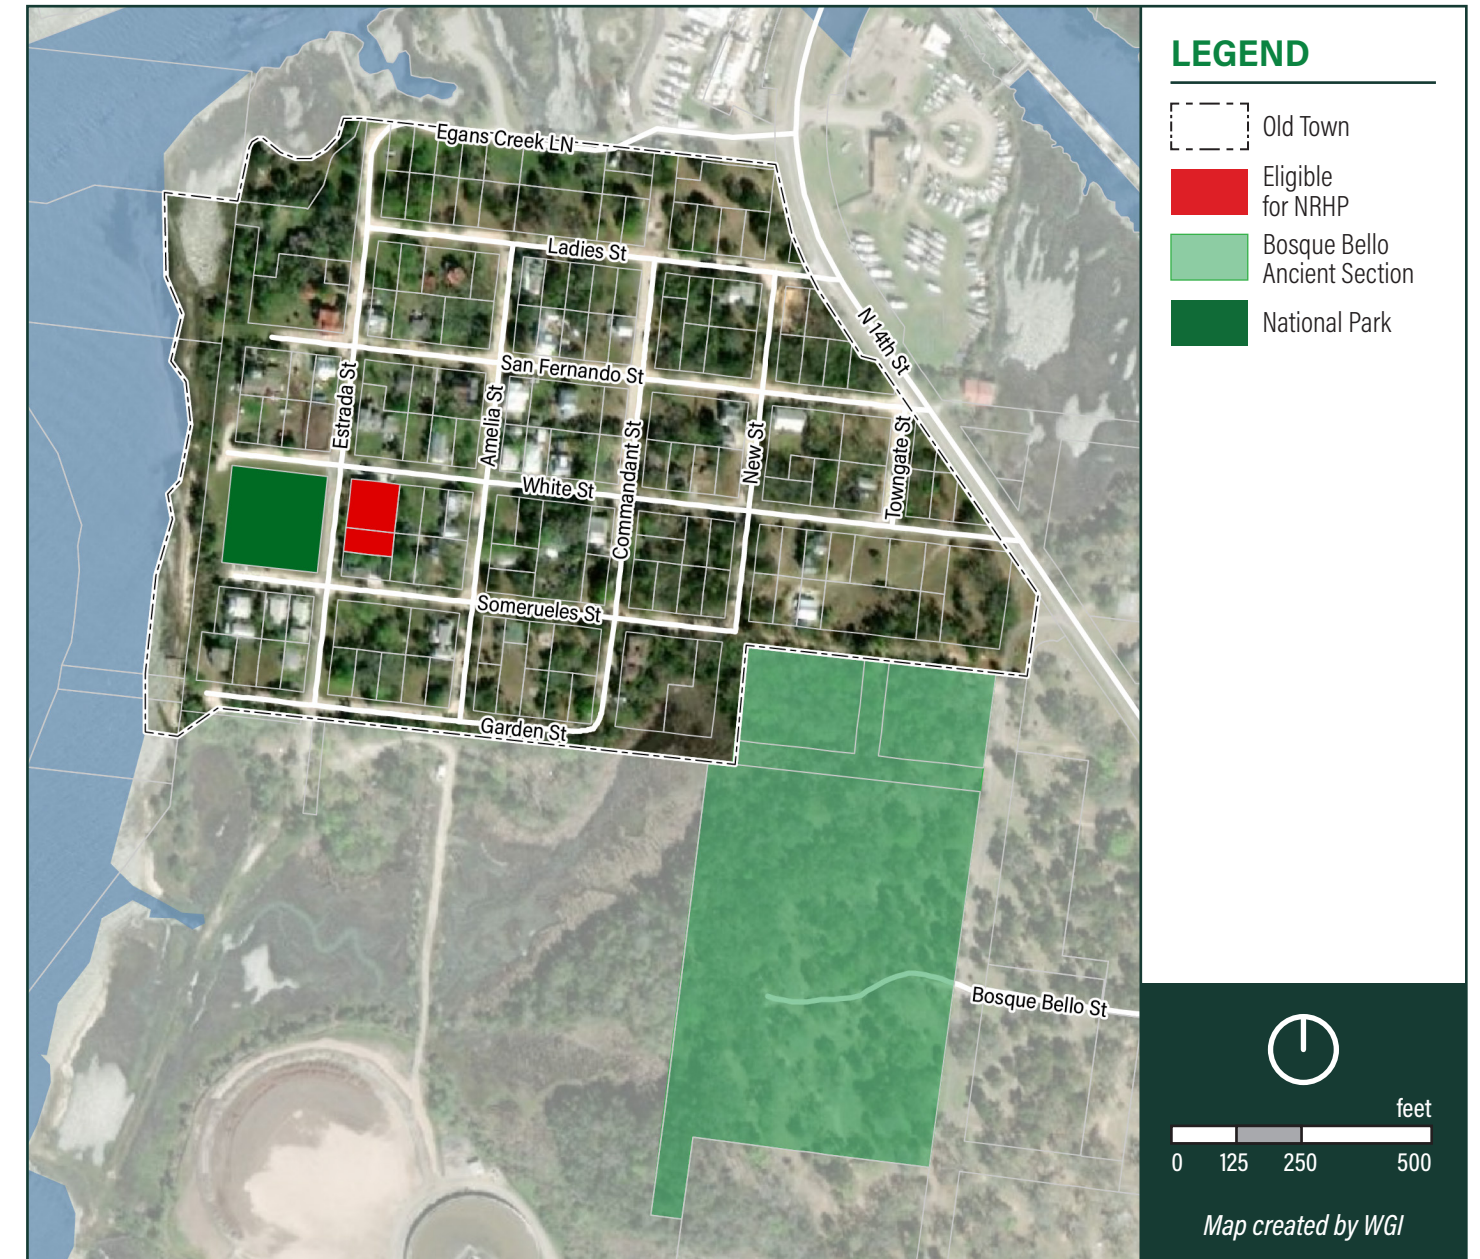 LEGEND
Old Town
Eligible
for NRHP
Bosque Bello
Ancient Section
National Park
Egans Creek LN
Ladies St
N 14th St
San Fernando St
Estrada St
Amelia St
Commandant St
New St
Towngate St
White St
Somerueles St
Garden St
Bosque Bello St
feet
0 125 250 500
Map created by WGI